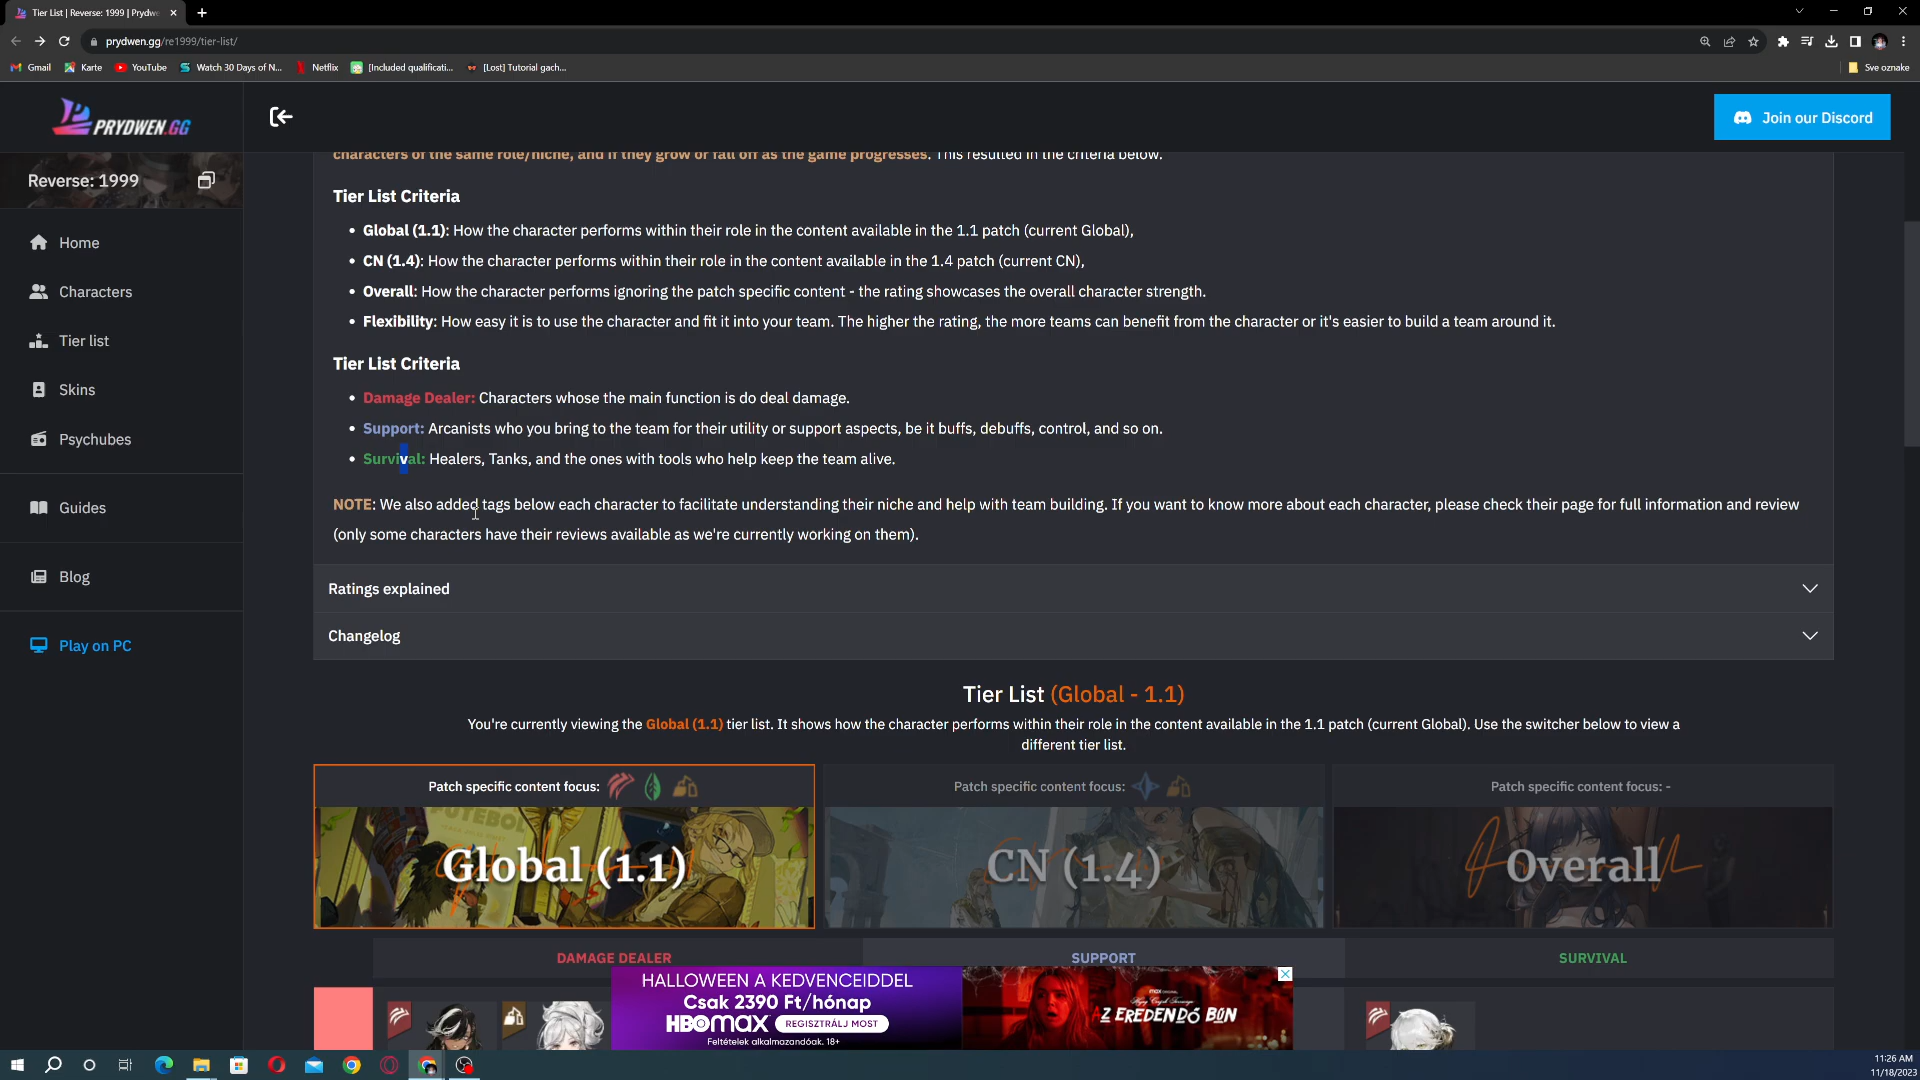 Tier List | Reverse: 1999 | Prydwe
prydwen.gg/re1999/tier-list/
Gmail
Karte
YouTube
Watch 30 Days of N...
Netflix
[Included qualificati...
[Lost] Tutorial gach...
Sve oznake
PRYDWEN.GG
Join our Discord
Reverse: 1999
Home
Characters
Tier list
Skins
Psychubes
Guides
Blog
Play on PC
characters of the same role/niche, and if they grow or fall off as the game progresses. This resulted in the criteria below.
Tier List Criteria
• Global (1.1): How the character performs within their role in the content available in the 1.1 patch (current Global),
• CN (1.4): How the character performs within their role in the content available in the 1.4 patch (current CN),
• Overall: How the character performs ignoring the patch specific content - the rating showcases the overall character strength.
• Flexibility: How easy it is to use the character and fit it into your team. The higher the rating, the more teams can benefit from the character or it's easier to build a team around it.
Tier List Criteria
• Damage Dealer: Characters whose the main function is do deal damage.
• Support: Arcanists who you bring to the team for their utility or support aspects, be it buffs, debuffs, control, and so on.
• Survival: Healers, Tanks, and the ones with tools who help keep the team alive.
NOTE: We also added tags below each character to facilitate understanding their niche and help with team building. If you want to know more about each character, please check their page for full information and review
(only some characters have their reviews available as we're currently working on them).
Ratings explained
Changelog
Tier List (Global - 1.1)
You're currently viewing the Global (1.1) tier list. It shows how the character performs within their role in the content available in the 1.1 patch (current Global). Use the switcher below to view a
different tier list.
Patch specific content focus:
Patch specific content focus:
Patch specific content focus: -
FUTEBOL
Global (1.1)
CN (1.4)
Overall
DAMAGE DEALER
SUPPORT
SURVIVAL
HALLOWEEN A KEDVENCEIDDEL
Csak 2390 Ft/hónap
HBOMAX
REGISZTRÁLJ MOST
Feltételek alkalmazandóak. 18+
AZ EREDENDŐ BŰN
11:26 AM
11/18/2023